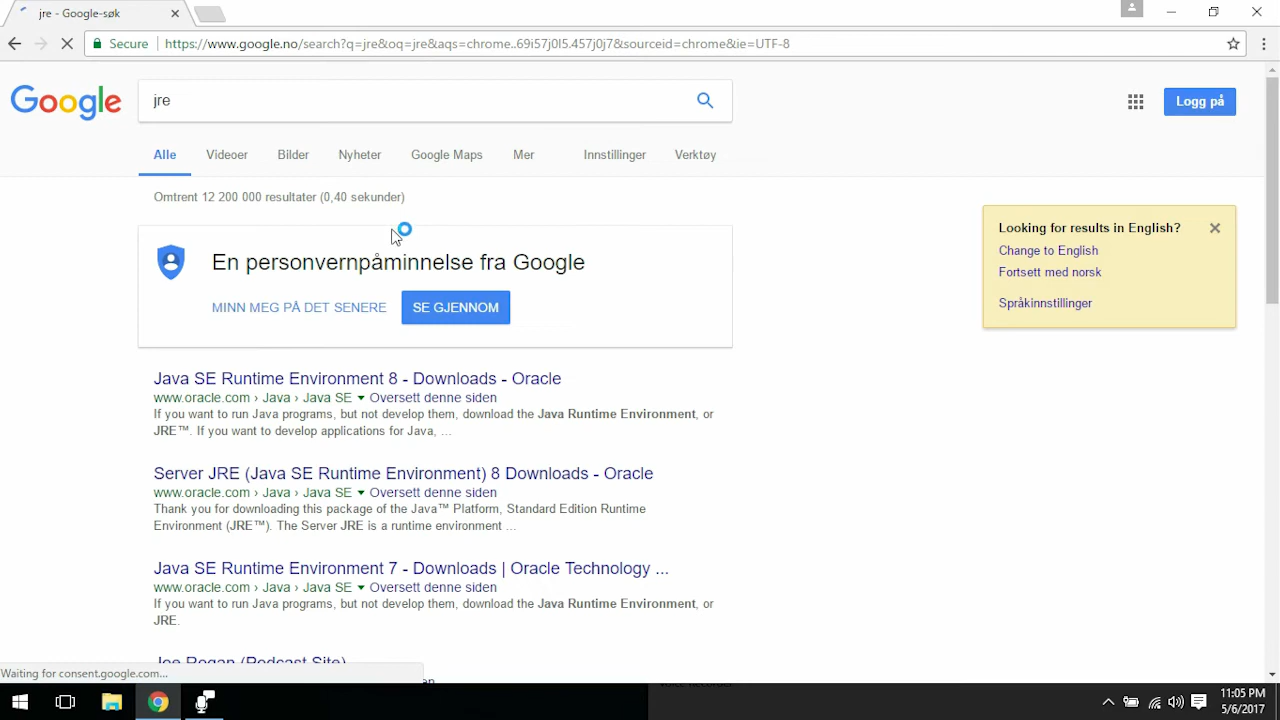 jre - Google-søk
Secure
https://www.google.no/search?q=jre&oq=jre&aqs=chrome..69i57j0l5.457j0j7&sourceid=chrome&ie=UTF-8
Google
jre
Logg på
Alle Videoer Bilder Nyheter Google Maps Mer Innstillinger Verktøy
Omtrent 12 200 000 resultater (0,40 sekunder)
En personvernpåminnelse fra Google
MINN MEG PÅ DET SENERE SE GJENNOM
Looking for results in English?
Change to English
Fortsett med norsk
Språkinnstillinger
Java SE Runtime Environment 8 - Downloads - Oracle
www.oracle.com › Java › Java SE ▼ Oversett denne siden
If you want to run Java programs, but not develop them, download the Java Runtime Environment, or
JRE™. If you want to develop applications for Java, ...
Server JRE (Java SE Runtime Environment) 8 Downloads - Oracle
www.oracle.com › Java › Java SE ▼ Oversett denne siden
Thank you for downloading this package of the Java™ Platform, Standard Edition Runtime
Environment (JRE™). The Server JRE is a runtime environment ...
Java SE Runtime Environment 7 - Downloads | Oracle Technology ...
www.oracle.com › Java › Java SE ▼ Oversett denne siden
If you want to run Java programs, but not develop them, download the Java Runtime Environment, or
JRE.
Joe Rogan (Podcast Site)
Waiting for consent.google.com...
11:05 PM
5/6/2017